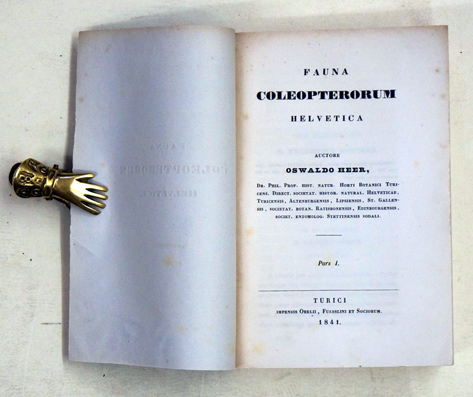 FAUNA
COLEOPTERORUM
HELVETICA
AUCTORE
OSWALDO HEER,
DR. PHIL. PROF. HIST. NATUR. HORTI BOTANICI TURI-
CENS. DIRECT. SOCIETAT. HISTOR. NATURAL. HELVETICAE,
TURICENSIS, ALTENBURGENSIS, LIPSIENSIS, ST. GALLEN-
SIS, SOCIETAT. BOTAN. RATISBONENSIS, EDINBOURGENSIS,
SOCIET. ENTOMOLOG. STETTINENSIS SODALI.
Pars I.
TURICI
IMPENSIS ORELII, FUESSLINI ET SOCIORUM.
1841.